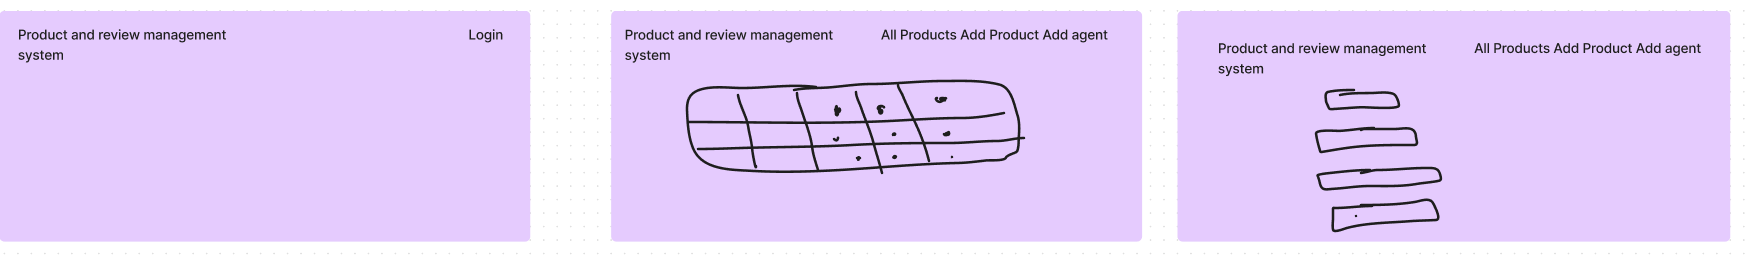 Product and review management
system
Login
Product and review management
system
All Products Add Product Add agent
Product and review management
system
All Products Add Product Add agent